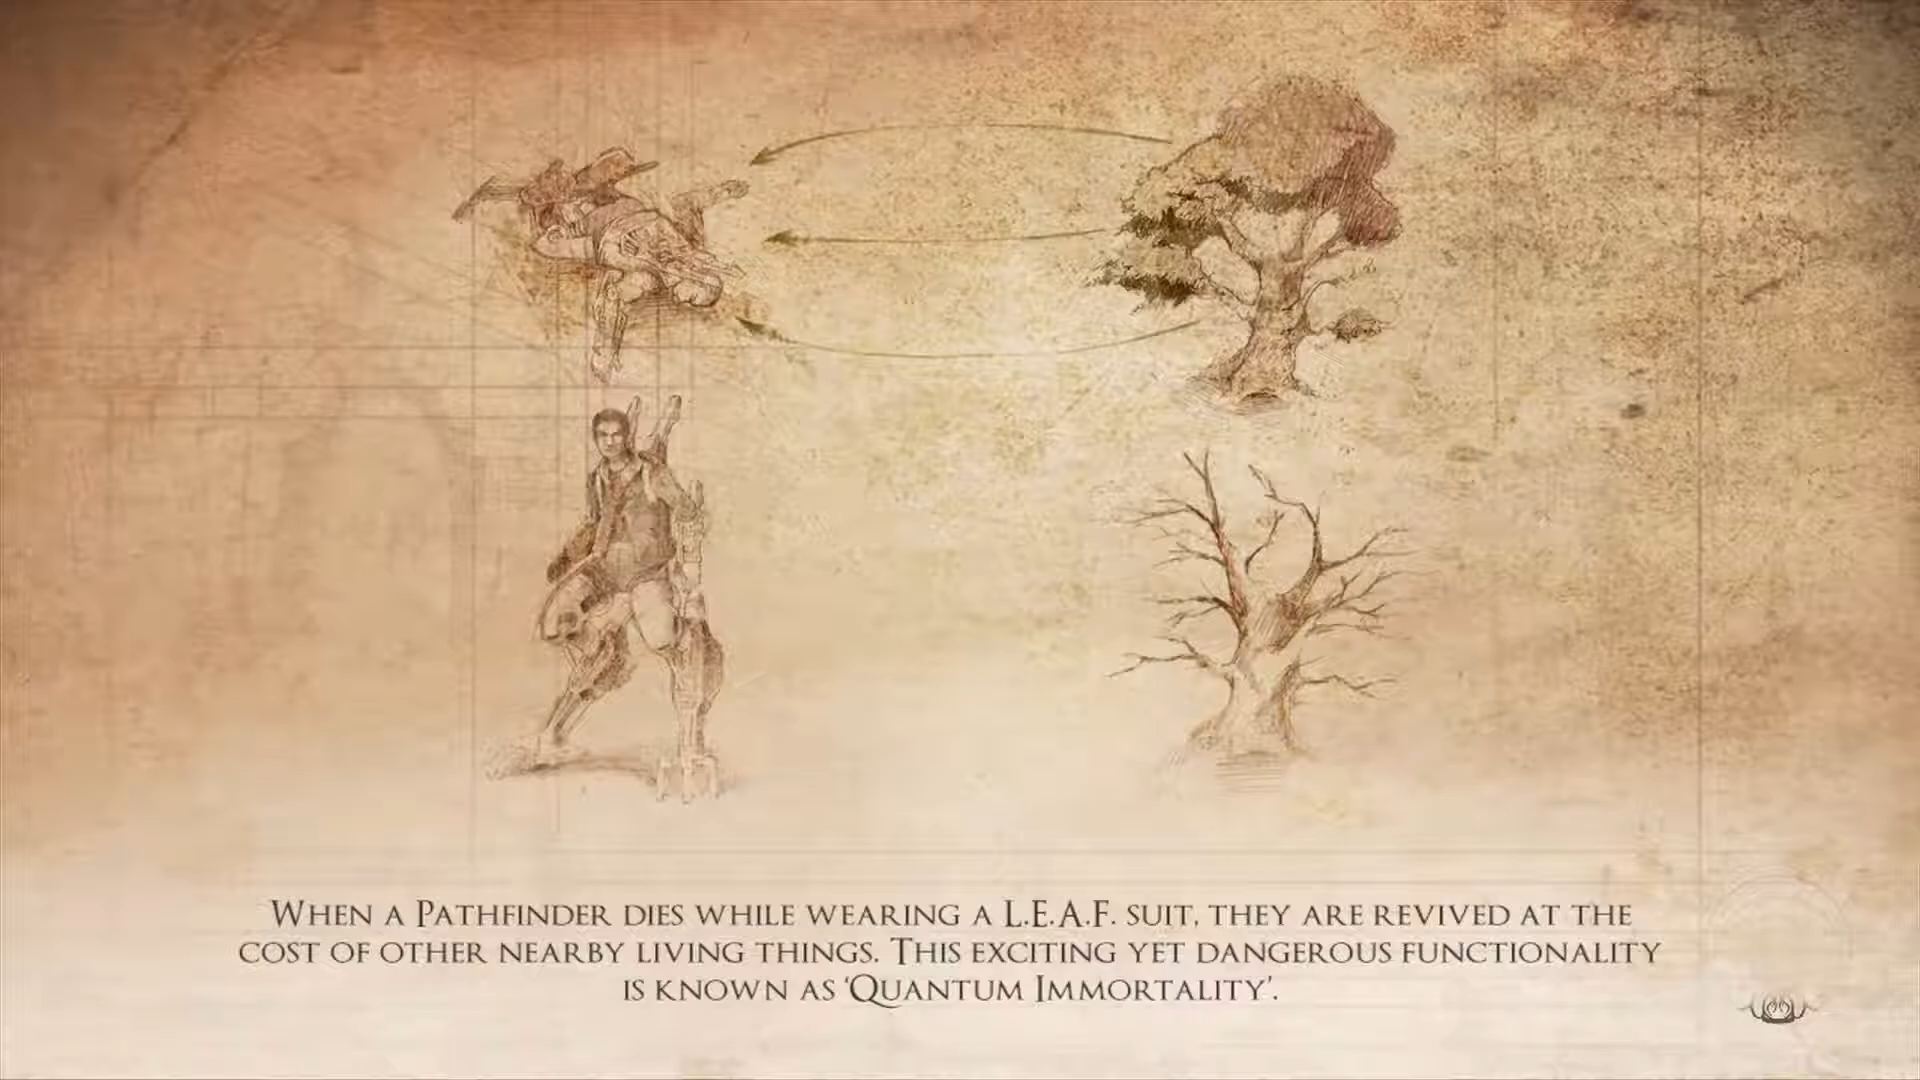 When a Pathfinder dies while wearing a L.E.A.F. suit, they are revived at the
cost of other nearby living things. This exciting yet dangerous functionality
is known as ‘Quantum Immortality’.